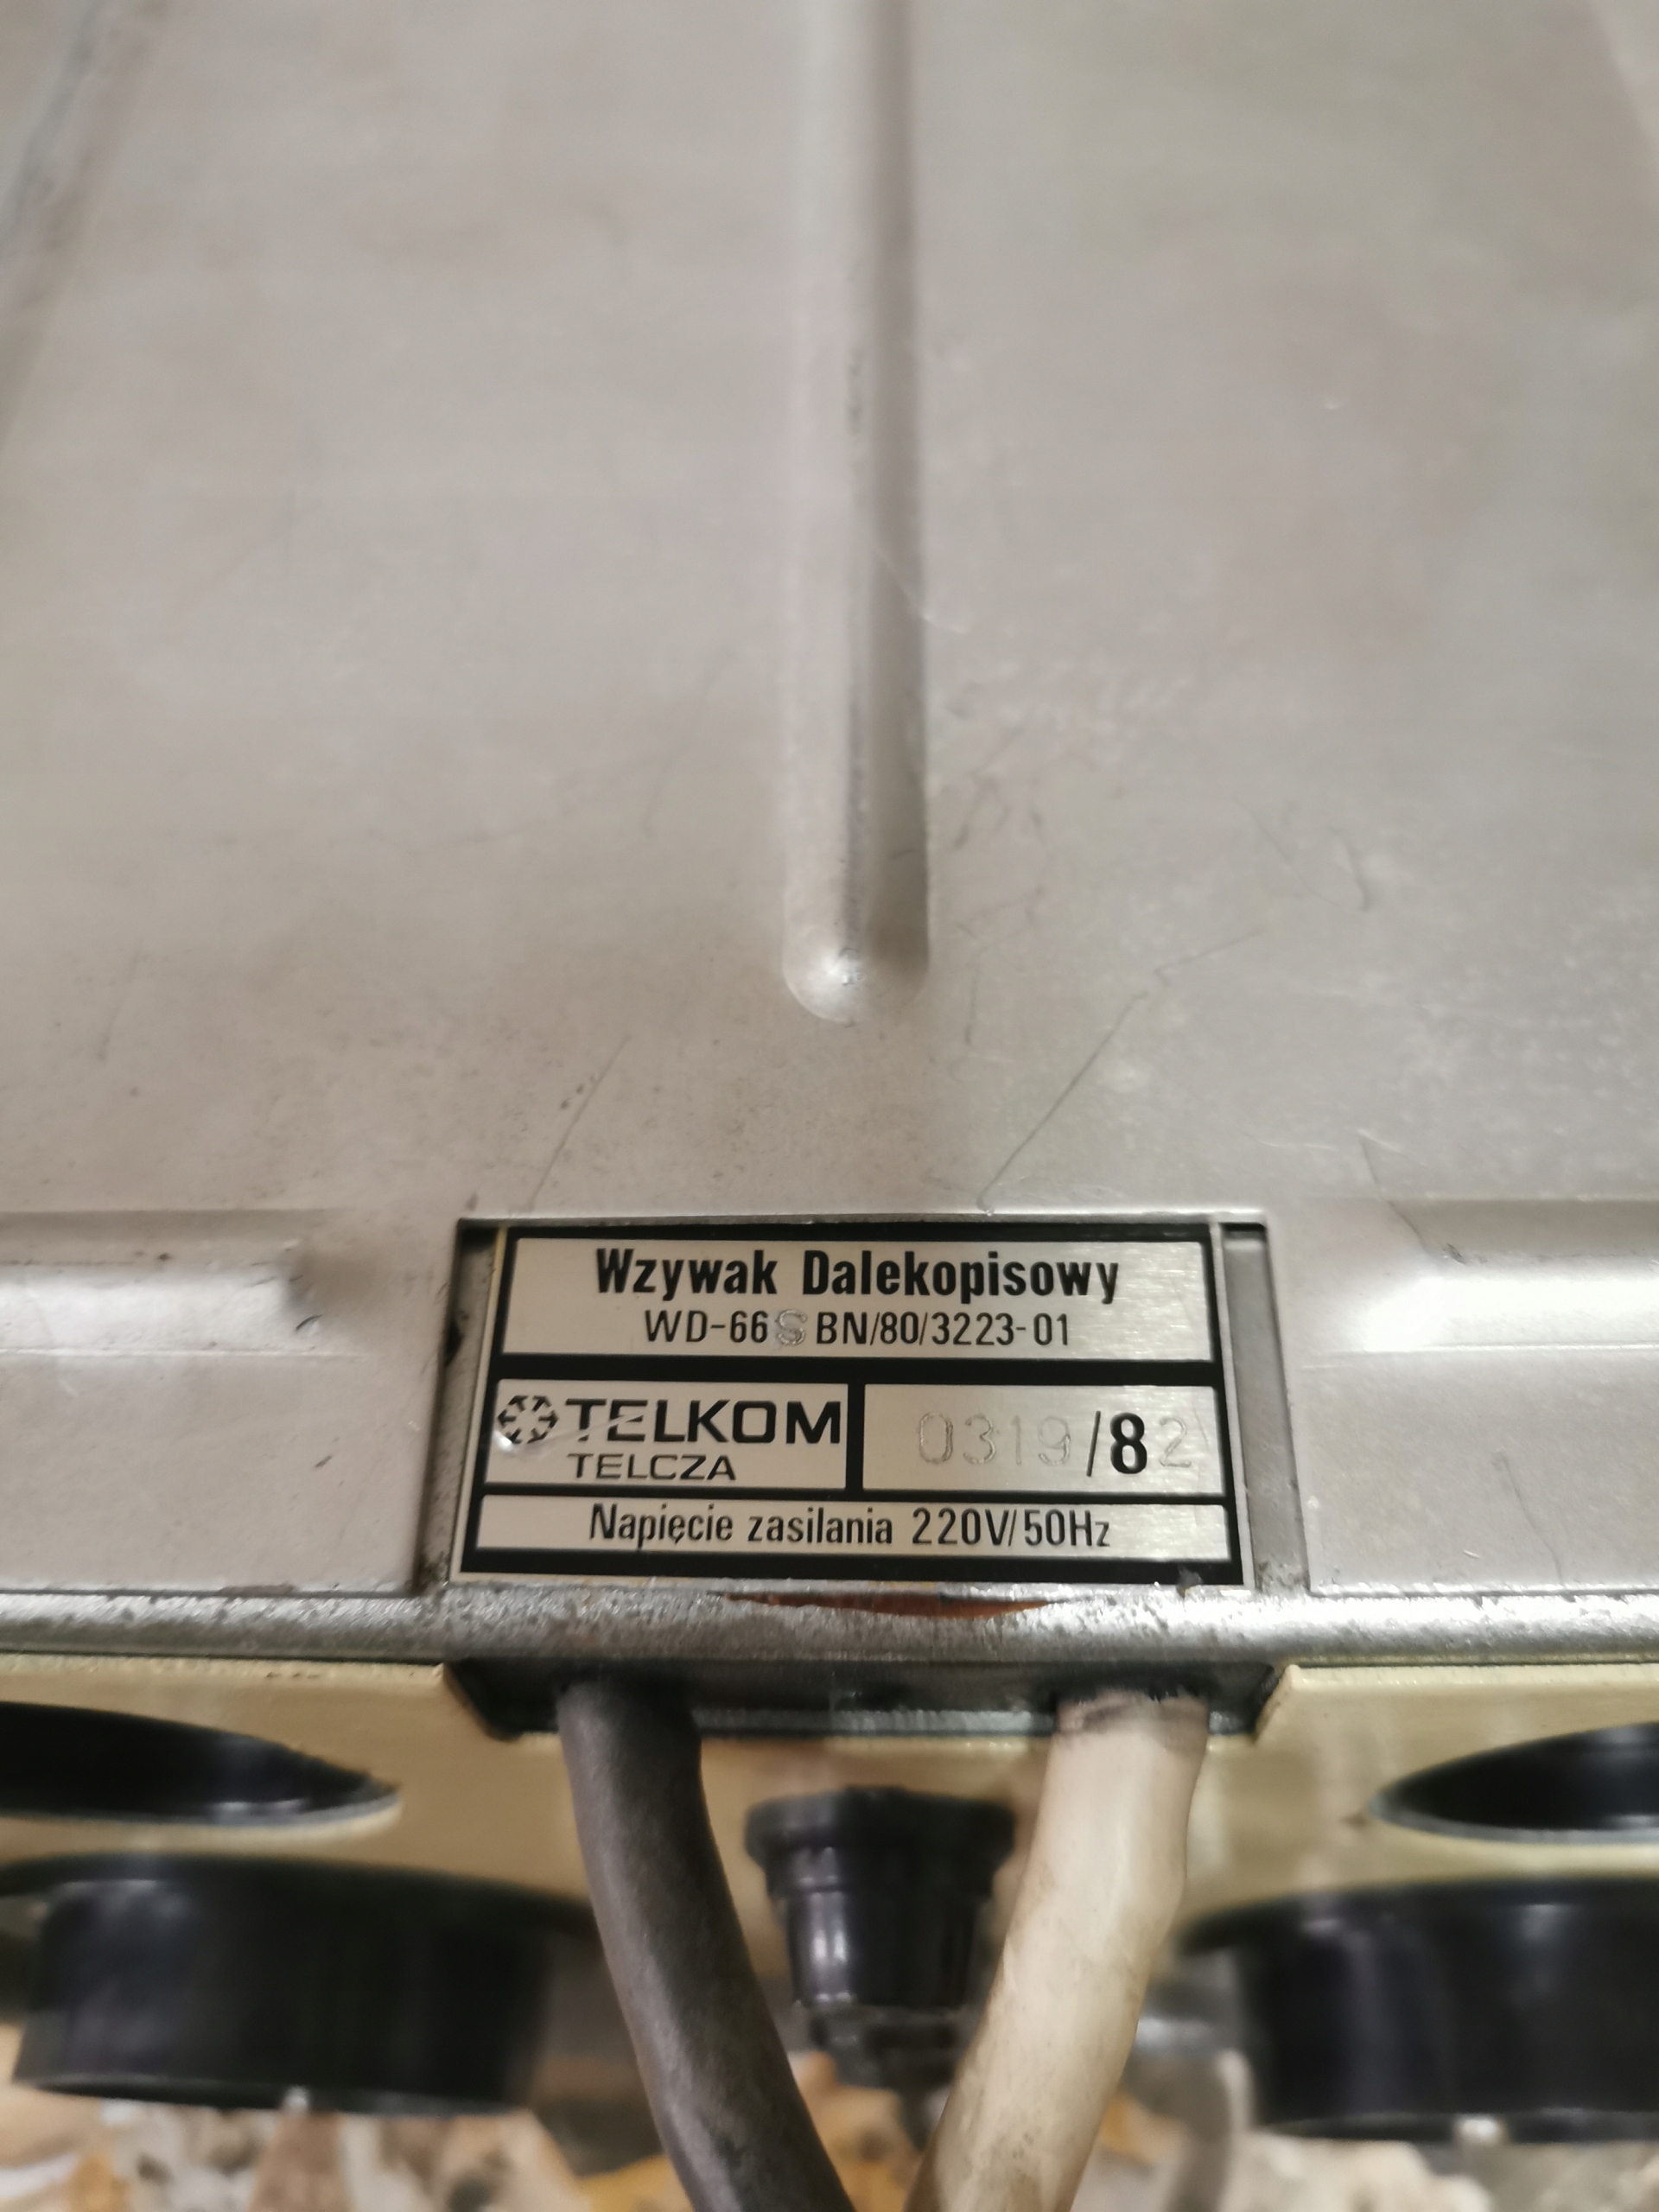 Wzywak Dalekopisowy
WD-66S BN/80/3223-01
TELKOM
TELCZA
0319/82
Napięcie zasilania 220V/50Hz